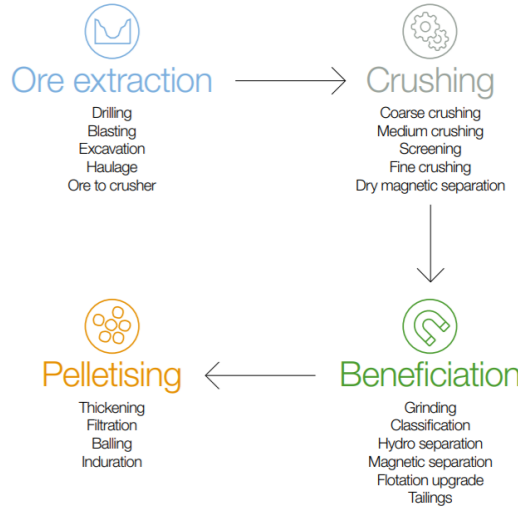 Ore extraction
Drilling
Blasting
Excavation
Haulage
Ore to crusher
Crushing
Coarse crushing
Medium crushing
Screening
Fine crushing
Dry magnetic separation
Beneficiation
Grinding
Classification
Hydro separation
Magnetic separation
Flotation upgrade
Tailings
Pelletising
Thickening
Filtration
Balling
Induration